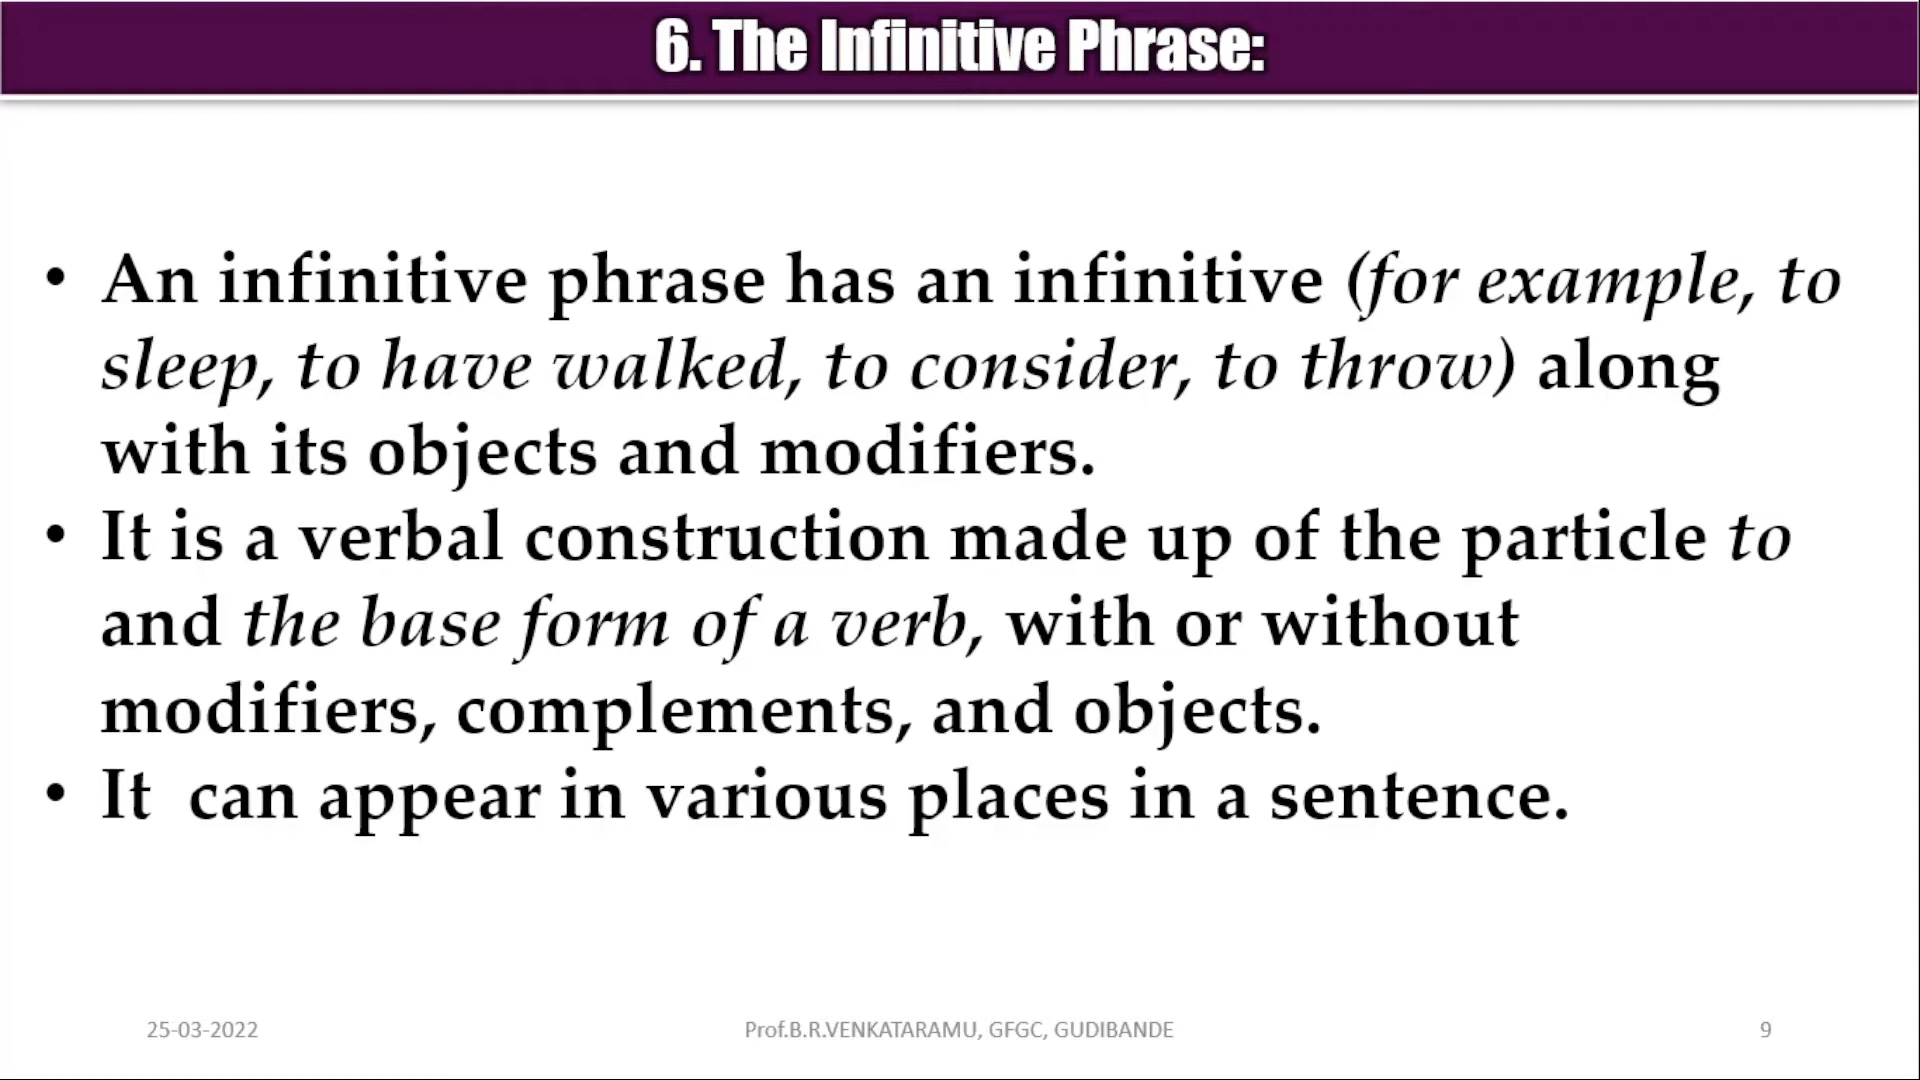 6. The Infinitive Phrase:
• An infinitive phrase has an infinitive (for example, to
sleep, to have walked, to consider, to throw) along
with its objects and modifiers.
• It is a verbal construction made up of the particle to
and the base form of a verb, with or without
modifiers, complements, and objects.
• It  can appear in various places in a sentence.
25-03-2022
Prof.B.R.VENKATARAMU, GFGC, GUDIBANDE
9